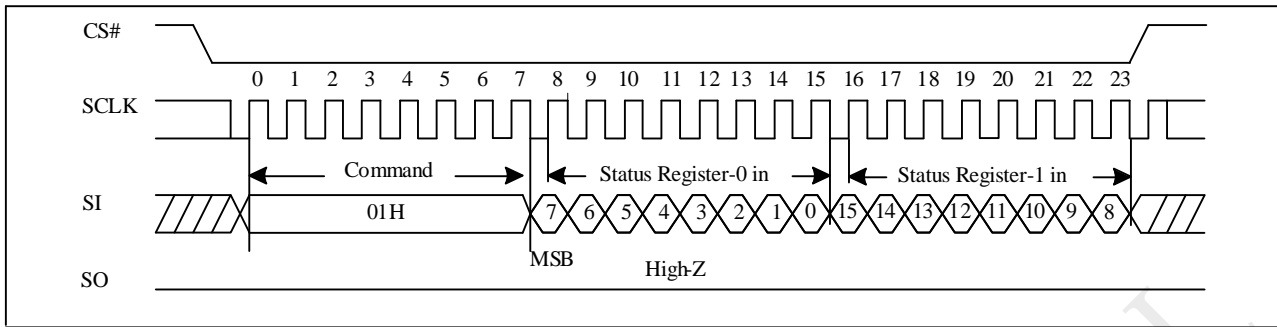 CS#
0 1 2 3 4 5 6 7 8 9 10 11 12 13 14 15 16 17 18 19 20 21 22 23
SCLK
Command Status Register-0 in Status Register-1 in
SI 01H 7 6 5 4 3 2 1 0 15 14 13 12 11 10 9 8
MSB High-Z
SO